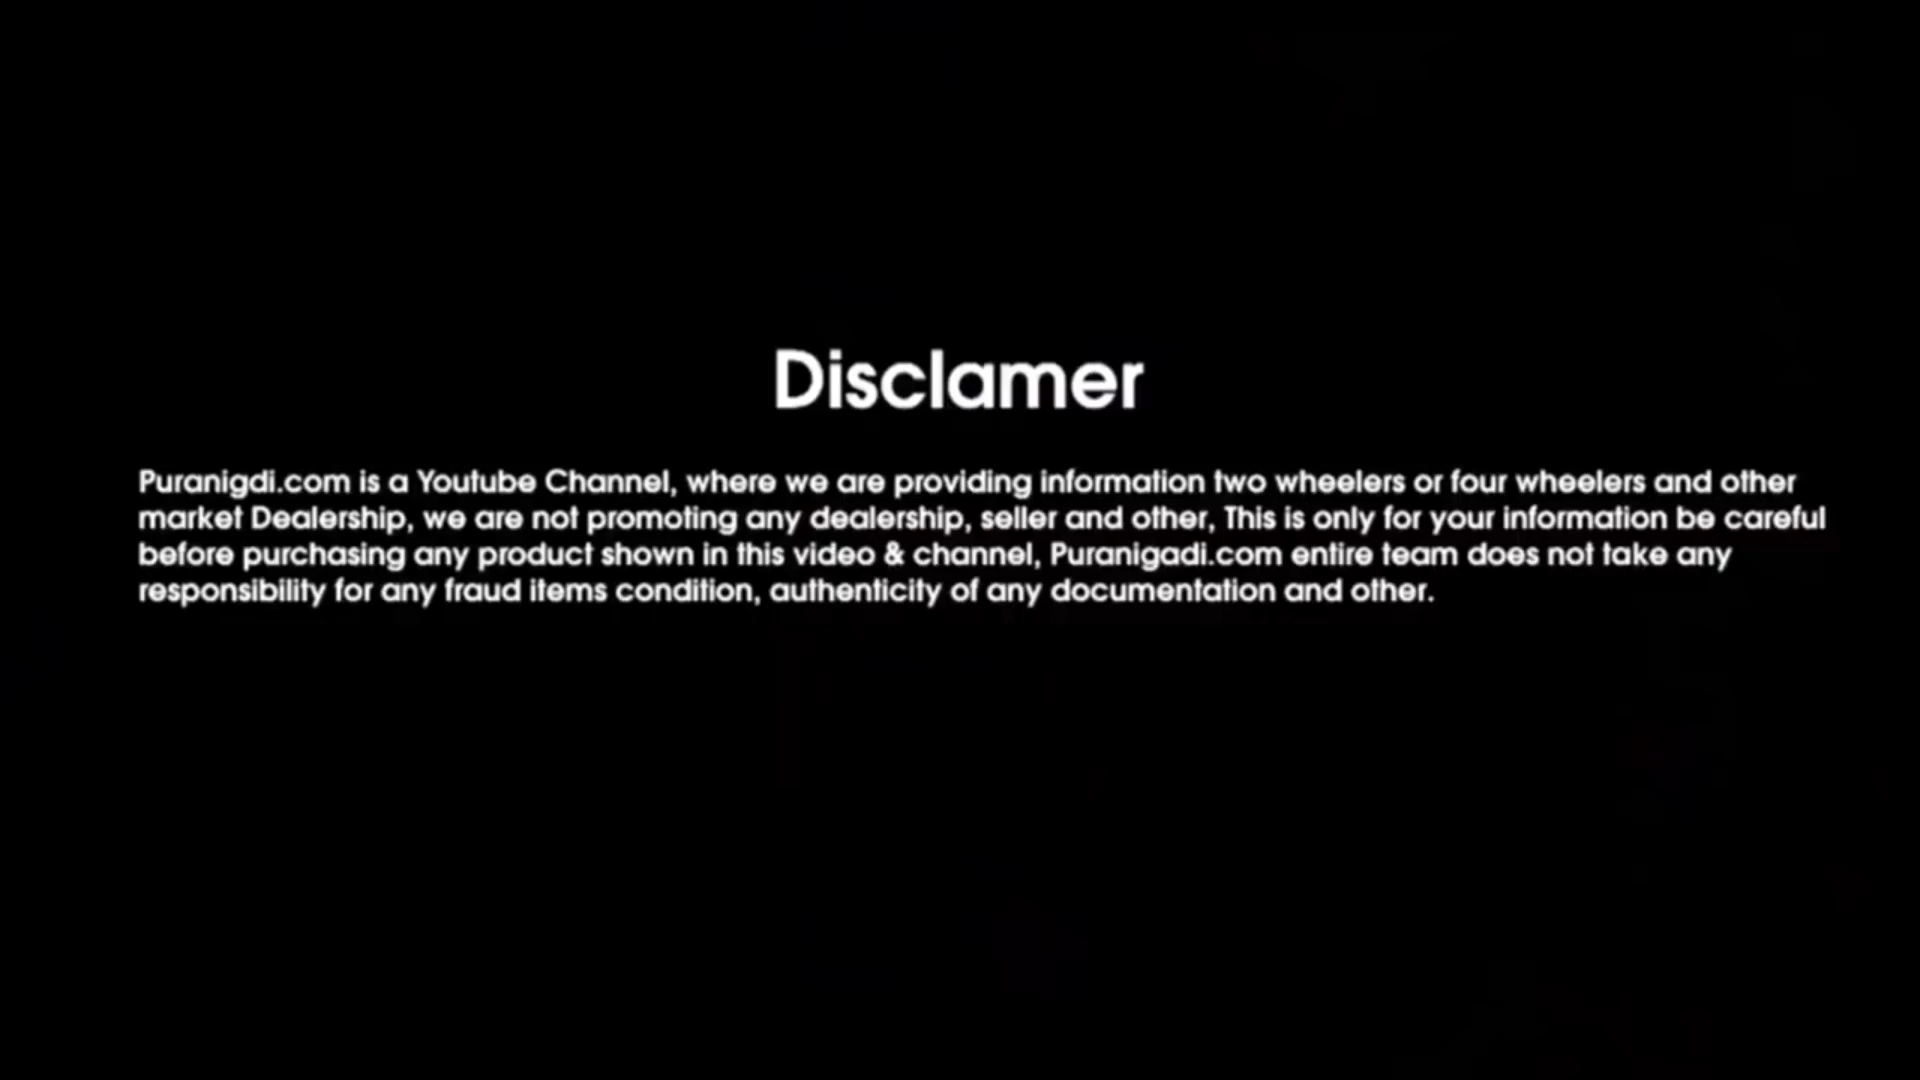 Disclamer
Puranigdi.com is a Youtube Channel, where we are providing information two wheelers or four wheelers and other
market Dealership, we are not promoting any dealership, seller and other, This is only for your information be careful
before purchasing any product shown in this video & channel, Puranigadi.com entire team does not take any
responsibility for any fraud items condition, authenticity of any documentation and other.